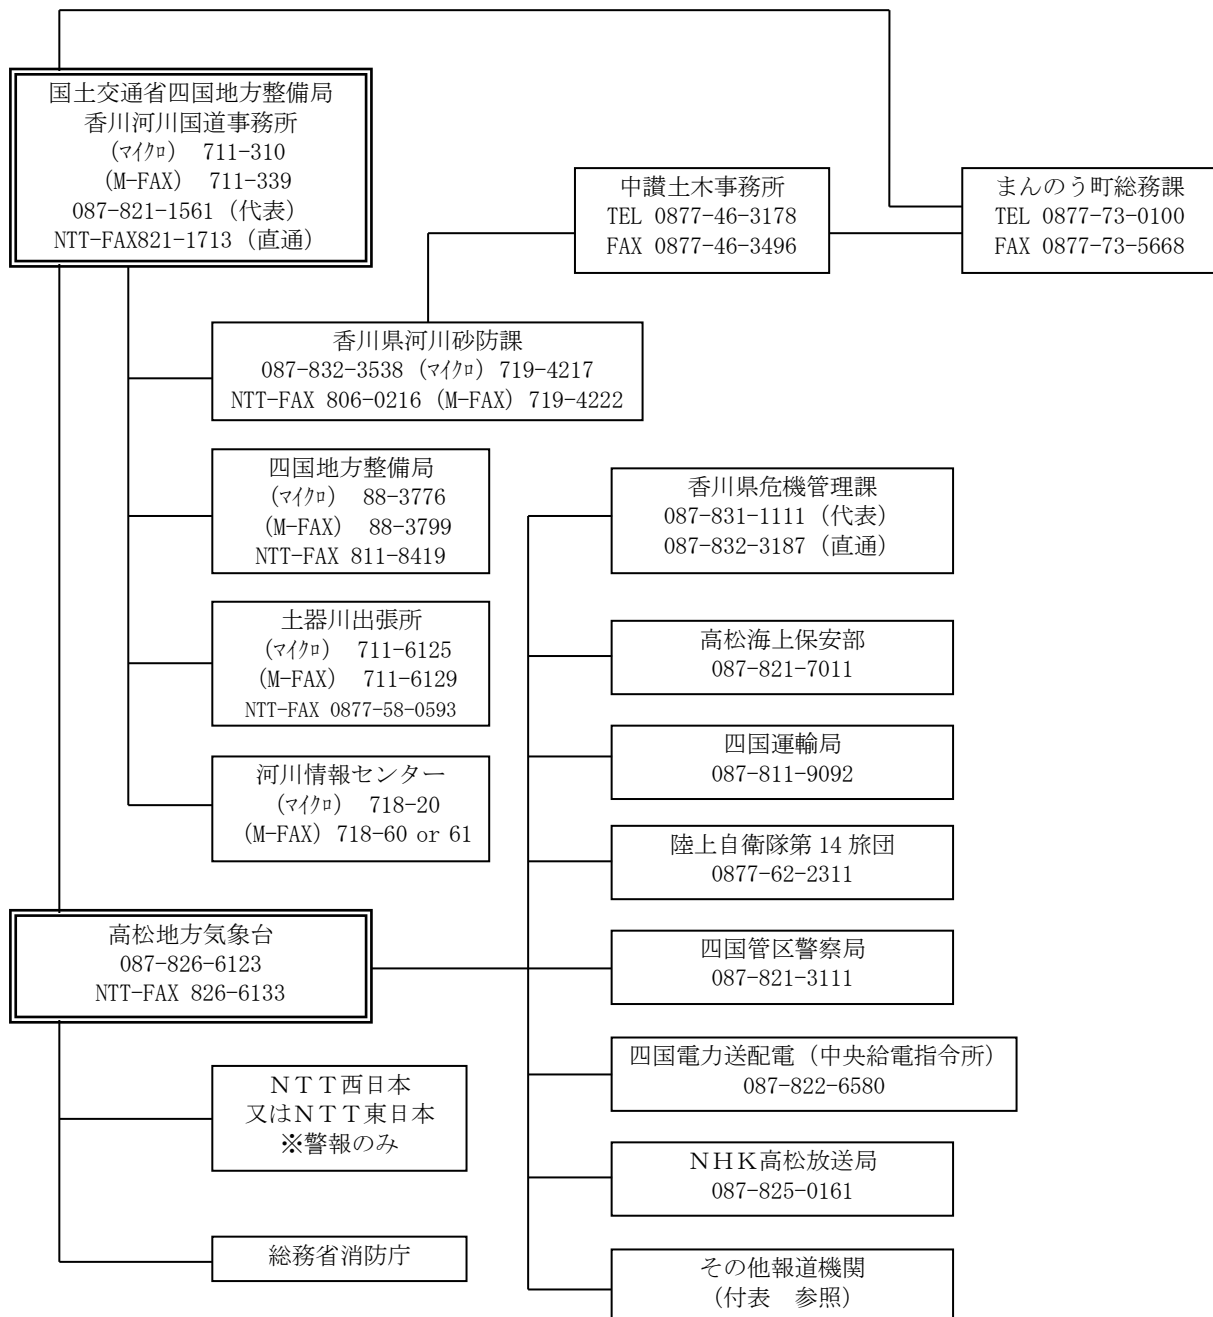 国土交通省四国地方整備局
香川河川国道事務所
（ﾏｲｸﾛ） 711-310
（M-FAX） 711-339
087-821-1561（代表）
NTT-FAX821-1713（直通）
中讃土木事務所
TEL 0877-46-3178
FAX 0877-46-3496
まんのう町総務課
TEL 0877-73-0100
FAX 0877-73-5668
香川県河川砂防課
087-832-3538（ﾏｲｸﾛ）719-4217
NTT-FAX 806-0216（M-FAX）719-4222
四国地方整備局
（ﾏｲｸﾛ） 88-3776
（M-FAX） 88-3799
NTT-FAX 811-8419
土器川出張所
（ﾏｲｸﾛ） 711-6125
（M-FAX） 711-6129
NTT-FAX 0877-58-0593
河川情報センター
（ﾏｲｸﾛ） 718-20
（M-FAX）718-60 or 61
香川県危機管理課
087-831-1111（代表）
087-832-3187（直通）
高松海上保安部
087-821-7011
四国運輸局
087-811-9092
陸上自衛隊第 14 旅団
0877-62-2311
高松地方気象台
087-826-6123
NTT-FAX 826-6133
四国管区警察局
087-821-3111
四国電力送配電（中央給電指令所）
087-822-6580
ＮＴＴ西日本
又はＮＴＴ東日本
※警報のみ
ＮＨＫ高松放送局
087-825-0161
総務省消防庁
その他報道機関
（付表　参照）